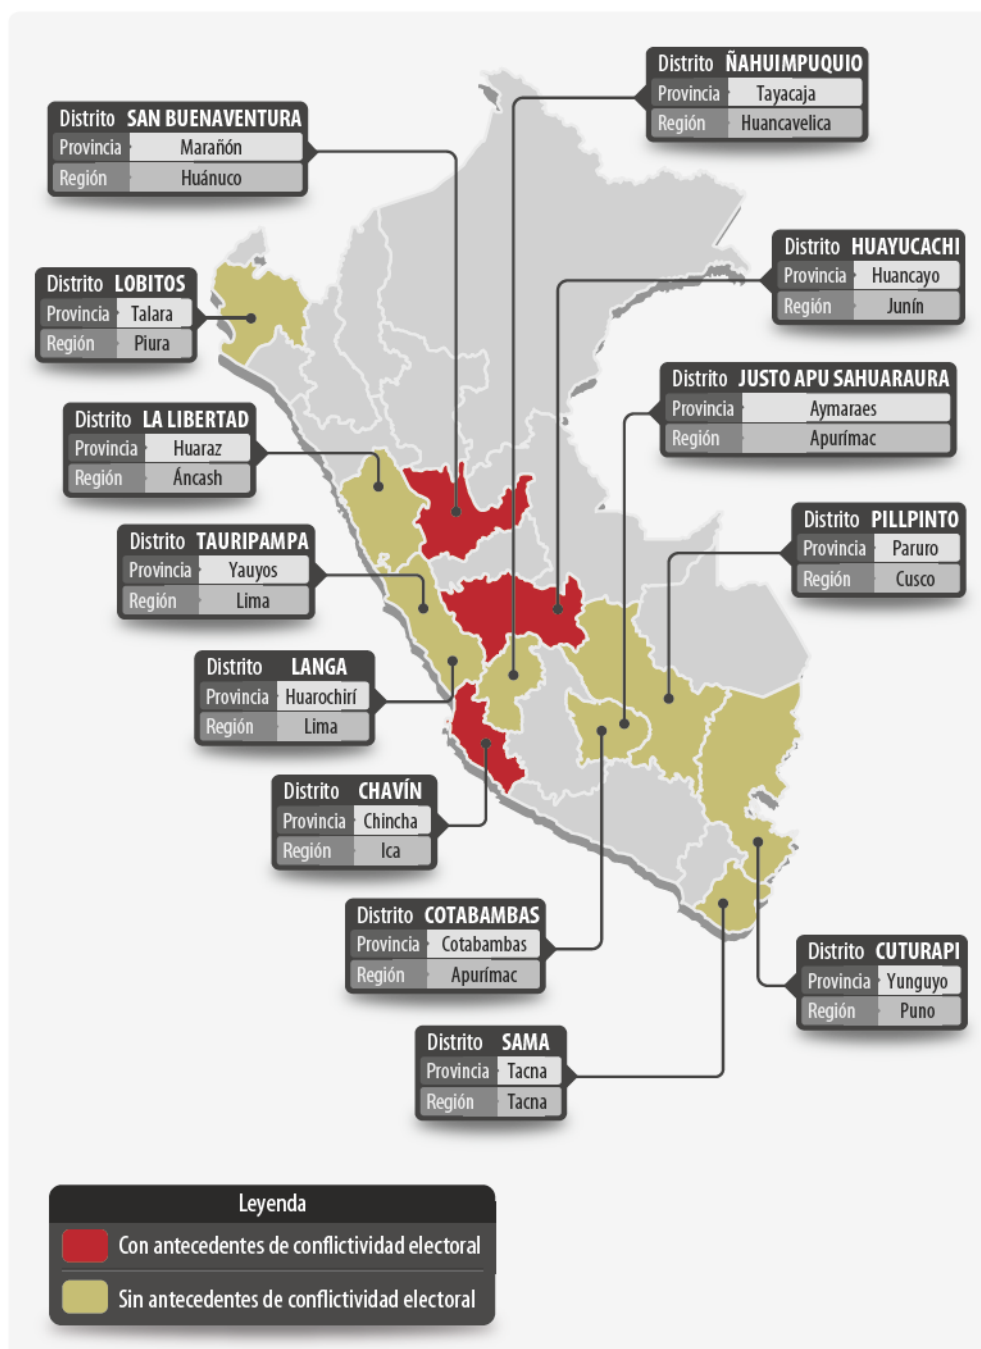 Distrito ÑAHUIMPUQUIO
Provincia Tayacaja
Región Huancavelica
Distrito SAN BUENAVENTURA
Provincia Marañón
Región Huánuco
Distrito HUAYUCACHI
Provincia Huancayo
Región Junín
Distrito LOBITOS
Provincia Talara
Región Piura
Distrito JUSTO APU SAHUARAURA
Provincia Aymaraes
Región Apurímac
Distrito LA LIBERTAD
Provincia Huaraz
Región Áncash
Distrito PILLPINTO
Provincia Paruro
Región Cusco
Distrito TAURIPAMPA
Provincia Yauyos
Región Lima
Distrito LANGA
Provincia Huarochirí
Región Lima
Distrito CHAVÍN
Provincia Chincha
Región Ica
Distrito COTABAMBAS
Provincia Cotabambas
Región Apurímac
Distrito CUTURAPI
Provincia Yunguyo
Región Puno
Distrito SAMA
Provincia Tacna
Región Tacna
Leyenda
Con antecedentes de conflictividad electoral
Sin antecedentes de conflictividad electoral